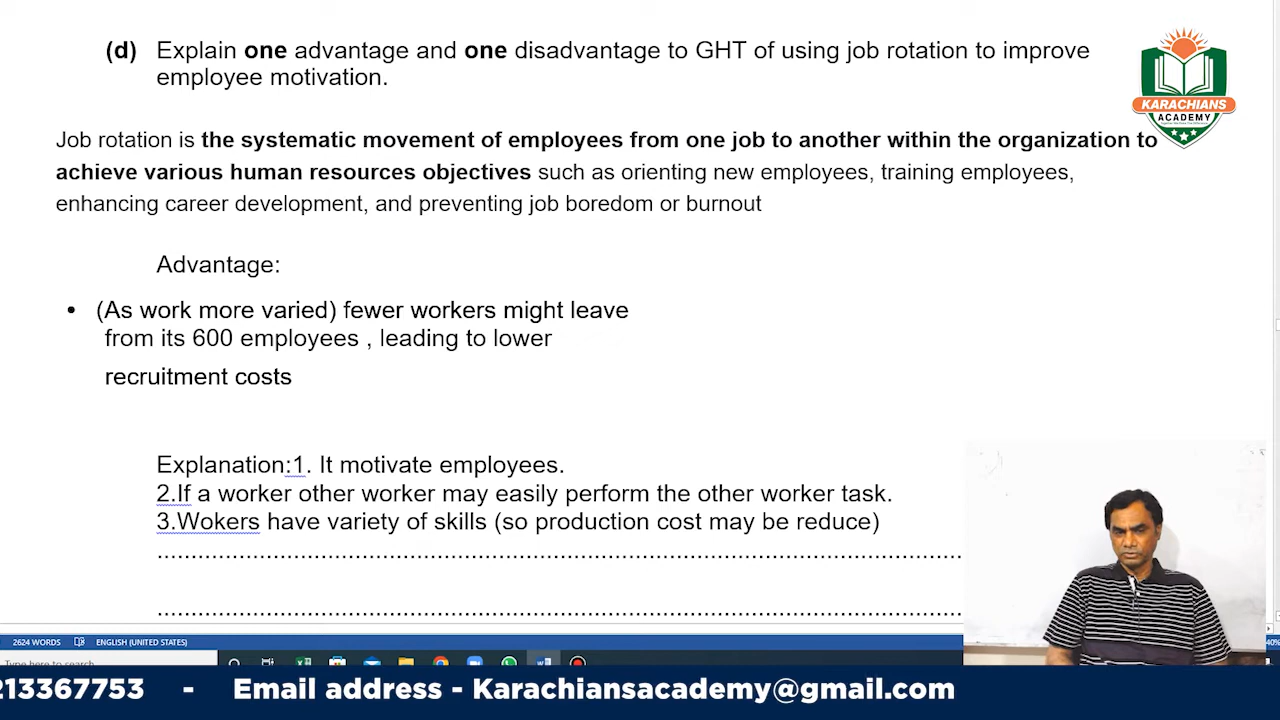 (d) Explain one advantage and one disadvantage to GHT of using job rotation to improve
employee motivation.
KARACHIANS
ACADEMY
Job rotation is the systematic movement of employees from one job to another within the organization to
achieve various human resources objectives such as orienting new employees, training employees,
enhancing career development, and preventing job boredom or burnout
Advantage:
• (As work more varied) fewer workers might leave
from its 600 employees , leading to lower
recruitment costs
Explanation:1. It motivate employees.
2.If a worker other worker may easily perform the other worker task.
3.Wokers have variety of skills (so production cost may be reduce)
2624 WORDS ENGLISH (UNITED STATES)
40%
Type here to search
213367753 - Email address - Karachiansacademy@gmail.com